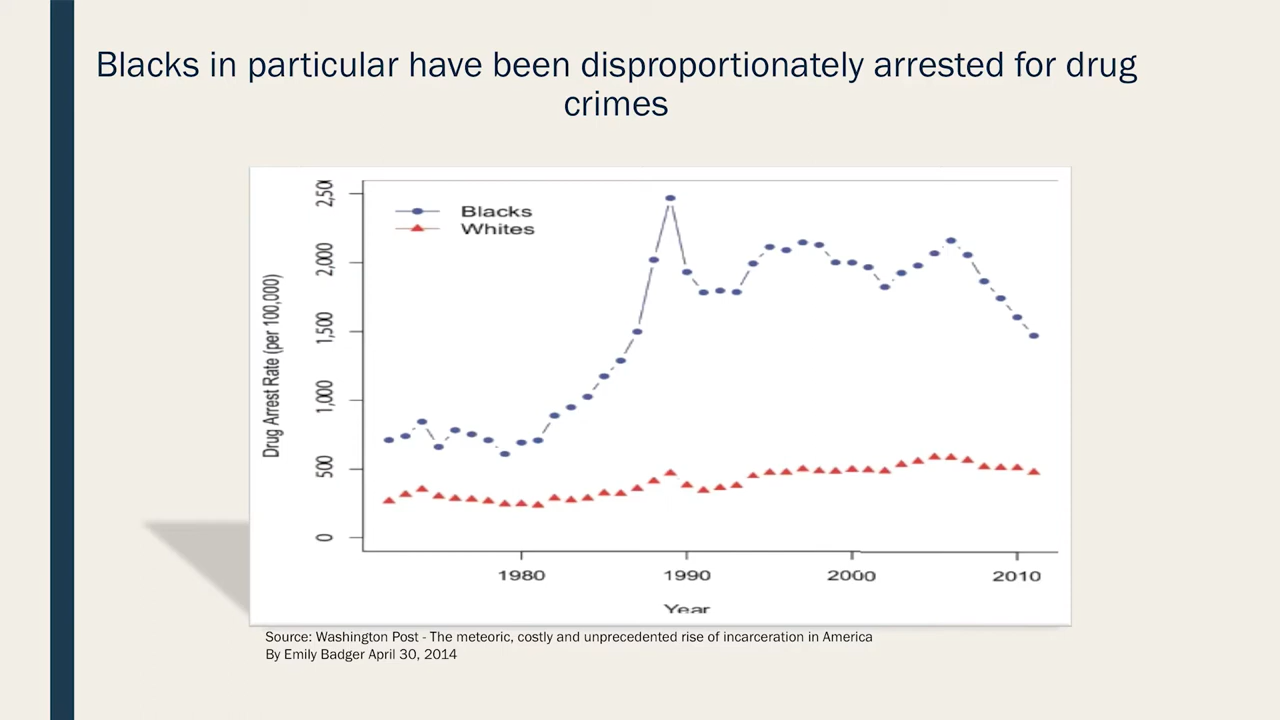 Blacks in particular have been disproportionately arrested for drug
crimes
Blacks
Whites
Drug Arrest Rate (per 100,000)
2,50
2,000
1,500
1,000
500
0
1980 1990 2000 2010
Year
Source: Washington Post - The meteoric, costly and unprecedented rise of incarceration in America
By Emily Badger April 30, 2014